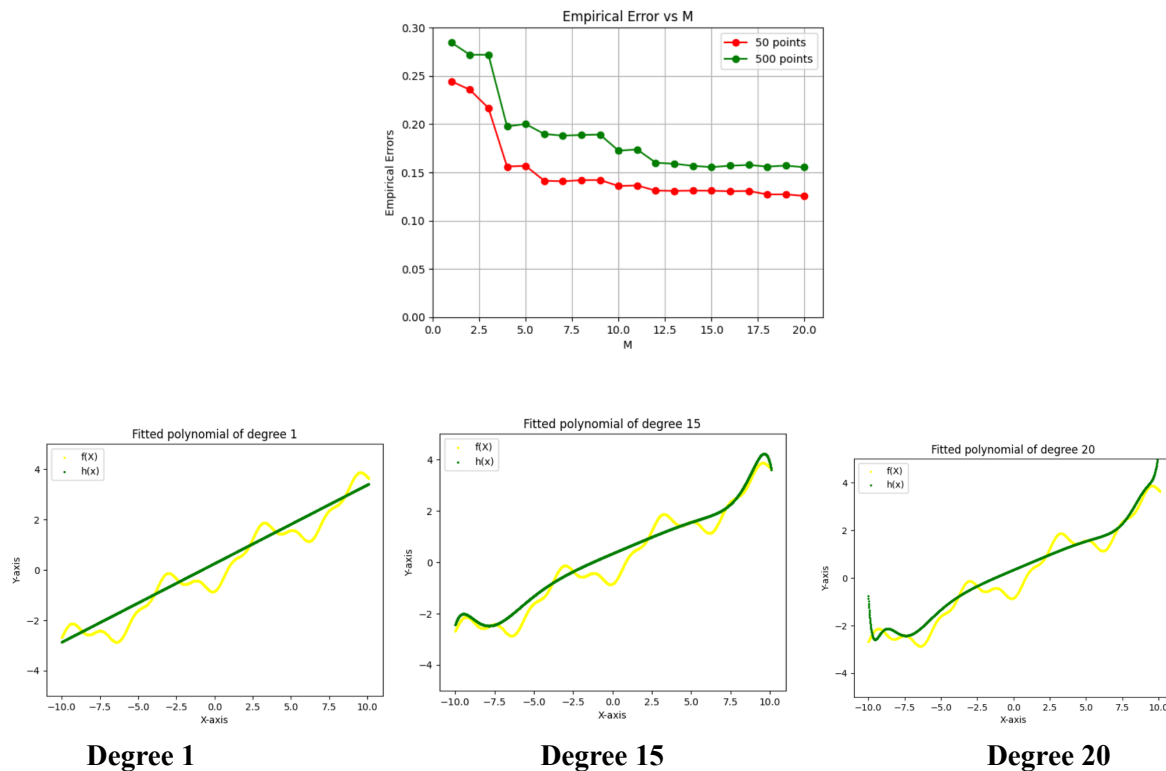 Empirical Error vs M
0.30
0.25
0.20
0.15
0.10
0.05
0.00
Empirical Errors
50 points
500 points
0.0 2.5 5.0 7.5 10.0 12.5 15.0 17.5 20.0
M
Fitted polynomial of degree 1
f(X)
h(x)
4
2
0
−2
−4
Y-axis
−10.0 −7.5 −5.0 −2.5 0.0 2.5 5.0 7.5 10.0
X-axis
Degree 1
Fitted polynomial of degree 15
f(X)
h(x)
4
2
0
−2
−4
Y-axis
−10.0 −7.5 −5.0 −2.5 0.0 2.5 5.0 7.5 10.0
X-axis
Degree 15
Fitted polynomial of degree 20
f(X)
h(x)
4
2
0
−2
−4
Y-axis
−10.0 −7.5 −5.0 −2.5 0.0 2.5 5.0 7.5 10.0
X-axis
Degree 20